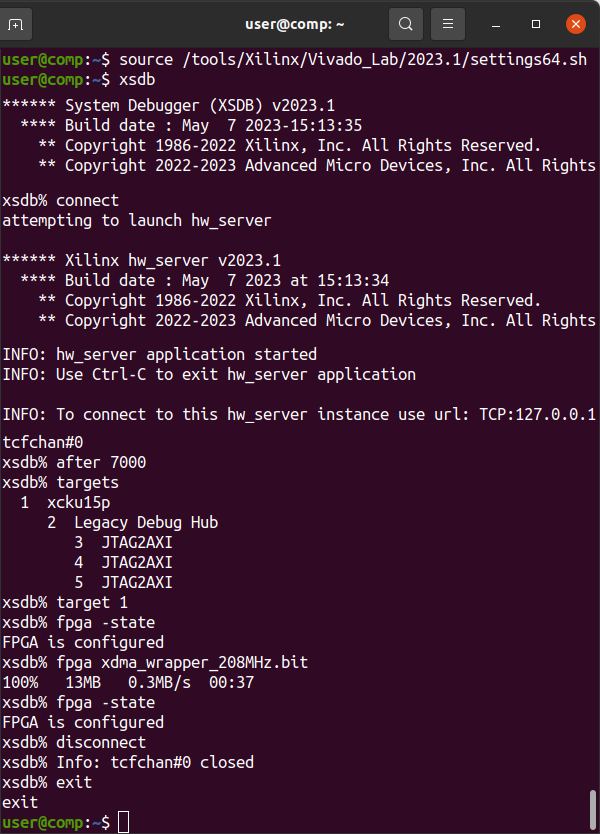 user@comp: ~
user@comp:~$ source /tools/Xilinx/Vivado_Lab/2023.1/settings64.sh
user@comp:~$ xsdb
****** System Debugger (XSDB) v2023.1
  **** Build date : May  7 2023-15:13:35
    ** Copyright 1986-2022 Xilinx, Inc. All Rights Reserved.
    ** Copyright 2022-2023 Advanced Micro Devices, Inc. All Rights
xsdb% connect
attempting to launch hw_server
****** Xilinx hw_server v2023.1
  **** Build date : May  7 2023 at 15:13:34
    ** Copyright 1986-2022 Xilinx, Inc. All Rights Reserved.
    ** Copyright 2022-2023 Advanced Micro Devices, Inc. All Rights
INFO: hw_server application started
INFO: Use Ctrl-C to exit hw_server application
INFO: To connect to this hw_server instance use url: TCP:127.0.0.1
tcfchan#0
xsdb% after 7000
xsdb% targets
  1  xcku15p
     2  Legacy Debug Hub
        3  JTAG2AXI
        4  JTAG2AXI
        5  JTAG2AXI
xsdb% target 1
xsdb% fpga -state
FPGA is configured
xsdb% fpga xdma_wrapper_208MHz.bit
100%   13MB   0.3MB/s  00:37
xsdb% fpga -state
FPGA is configured
xsdb% disconnect
xsdb% Info: tcfchan#0 closed
xsdb% exit
exit
user@comp:~$